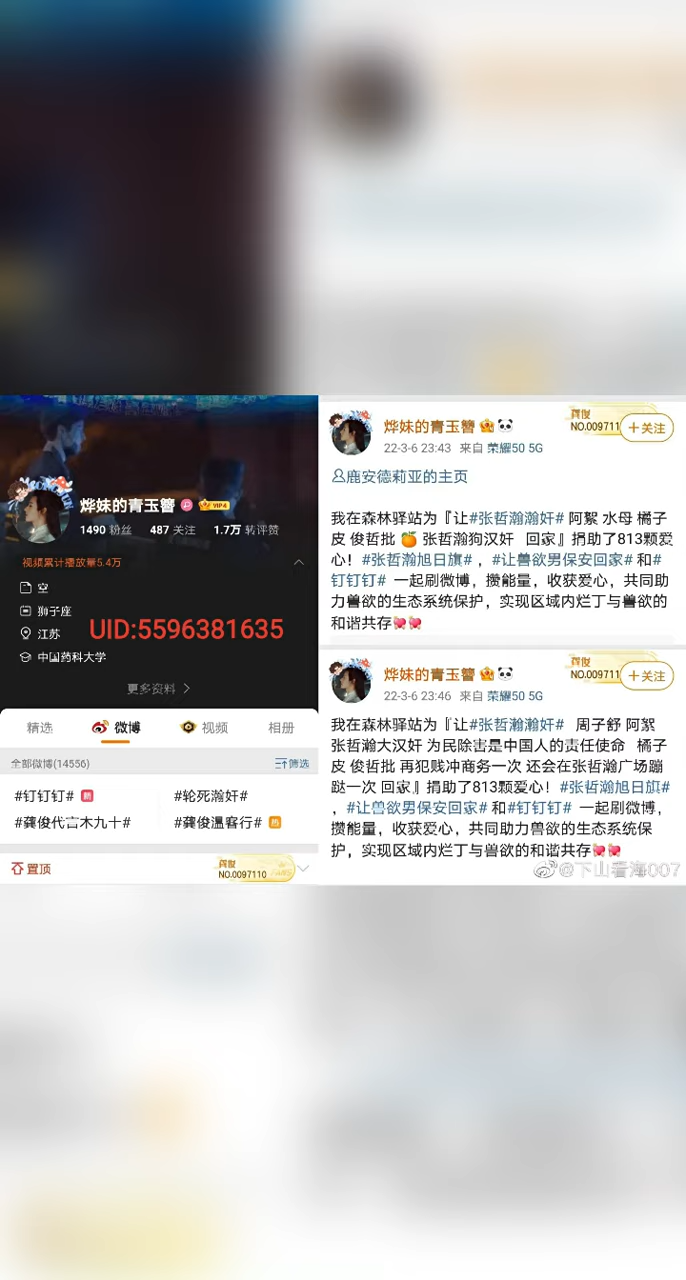 烨妹的青玉簪
VIP4
1490 粉丝 487 关注 1.7万 转评赞
视频累计播放量5.4万
空
狮子座
江苏
UID:5596381635
中国药科大学
更多资料
精选
微博
视频
相册
全部微博(14556)
筛选
#钉钉钉# #轮死瀚奸#
#龚俊代言木九十# #龚俊温客行#
置顶
龚俊
NO.0097110
烨妹的青玉簪
龚俊
NO.009711
+关注
22-3-6 23:43 来自 荣耀50 5G
鹿安德莉亚的主页
我在森林驿站为『让#张哲瀚瀚奸# 阿絮 水母 橘子
皮 俊哲批 🍊 张哲瀚狗汉奸 回家』捐助了813颗爱
心！#张哲瀚旭日旗# ，#让兽欲男保安回家# 和#
钉钉钉# 一起刷微博，攒能量，收获爱心，共同助
力兽欲的生态系统保护，实现区域内烂丁与兽欲的
和谐共存💘💘
烨妹的青玉簪
龚俊
NO.009711
+关注
22-3-6 23:46 来自 荣耀50 5G
我在森林驿站为『让#张哲瀚瀚奸# 周子舒 阿絮
张哲瀚大汉奸 为民除害是中国人的责任使命 橘子
皮 俊哲批 再犯贱冲商务一次 还会在张哲瀚广场蹦
跶一次 回家』捐助了813颗爱心！#张哲瀚旭日旗#
，#让兽欲男保安回家# 和#钉钉钉# 一起刷微博，
攒能量，收获爱心，共同助力兽欲的生态系统保
护，实现区域内烂丁与兽欲的和谐共存💘💘
@下山看海007